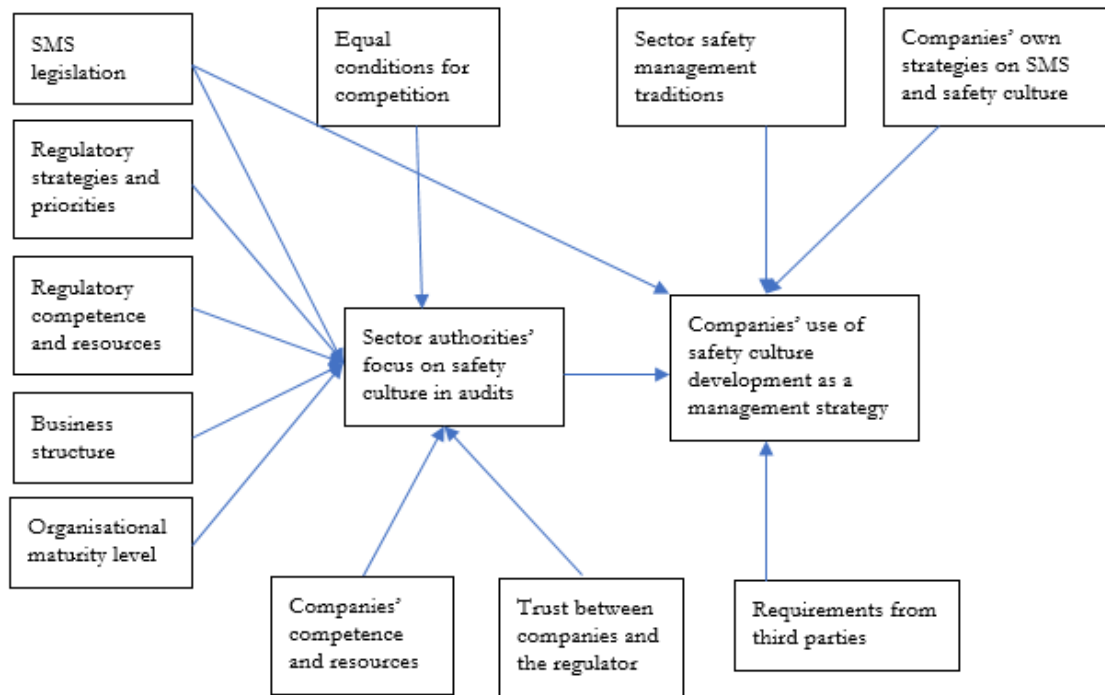 SMS
legislation
Equal
conditions for
competition
Sector safety
management
traditions
Companies' own
strategies on SMS
and safety culture
Regulatory
strategies and
priorities
Regulatory
competence
and resources
Sector authorities'
focus on safety
culture in audits
Companies' use of
safety culture
development as a
management strategy
Business
structure
Organisational
maturity level
Companies'
competence
and resources
Trust between
companies and
the regulator
Requirements from
third parties